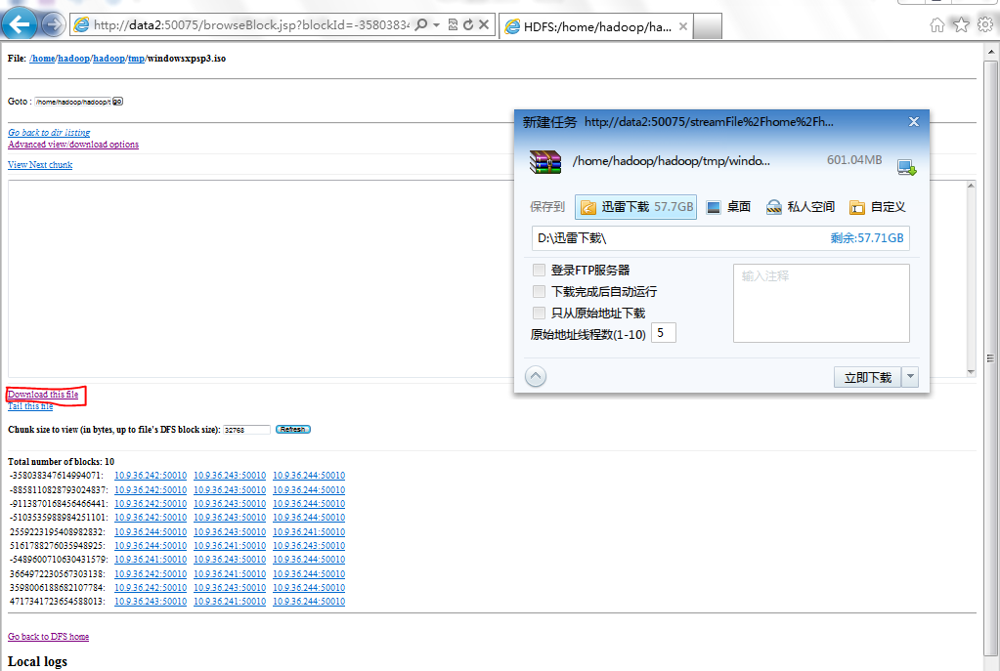 http://data2:50075/browseBlock.jsp?blockId=-35803834
HDFS:/home/hadoop/ha...
File: /home/hadoop/hadoop/tmp/windowsxpsp3.iso
Goto : /home/hadoop/hadoop/t go
Go back to dir listing
Advanced view/download options
View Next chunk
新建任务 http://data2:50075/streamFile%2Fhome%2Fh...
/home/hadoop/hadoop/tmp/windo... 601.04MB
保存到 迅雷下载 57.7GB 桌面 私人空间 自定义
D:\迅雷下载\ 剩余:57.71GB
登录FTP服务器
下载完成后自动运行
只从原始地址下载
原始地址线程数(1-10) 5
输入注释
立即下载
Download this file
Tail this file
Chunk size to view (in bytes, up to file's DFS block size): 32768 Refresh
Total number of blocks: 10
-358038347614994071: 10.9.36.242:50010 10.9.36.243:50010 10.9.36.244:50010
-8858110828793024837: 10.9.36.242:50010 10.9.36.243:50010 10.9.36.244:50010
-9113870168456466441: 10.9.36.242:50010 10.9.36.243:50010 10.9.36.244:50010
-5103535988984251101: 10.9.36.242:50010 10.9.36.243:50010 10.9.36.244:50010
2559223195408982832: 10.9.36.244:50010 10.9.36.243:50010 10.9.36.241:50010
5161788276035948925: 10.9.36.244:50010 10.9.36.241:50010 10.9.36.243:50010
-5489600710630431579: 10.9.36.241:50010 10.9.36.243:50010 10.9.36.244:50010
3664972230567303138: 10.9.36.242:50010 10.9.36.241:50010 10.9.36.244:50010
3598006188682107784: 10.9.36.242:50010 10.9.36.243:50010 10.9.36.244:50010
4717341723654588013: 10.9.36.243:50010 10.9.36.241:50010 10.9.36.244:50010
Go back to DFS home
Local logs